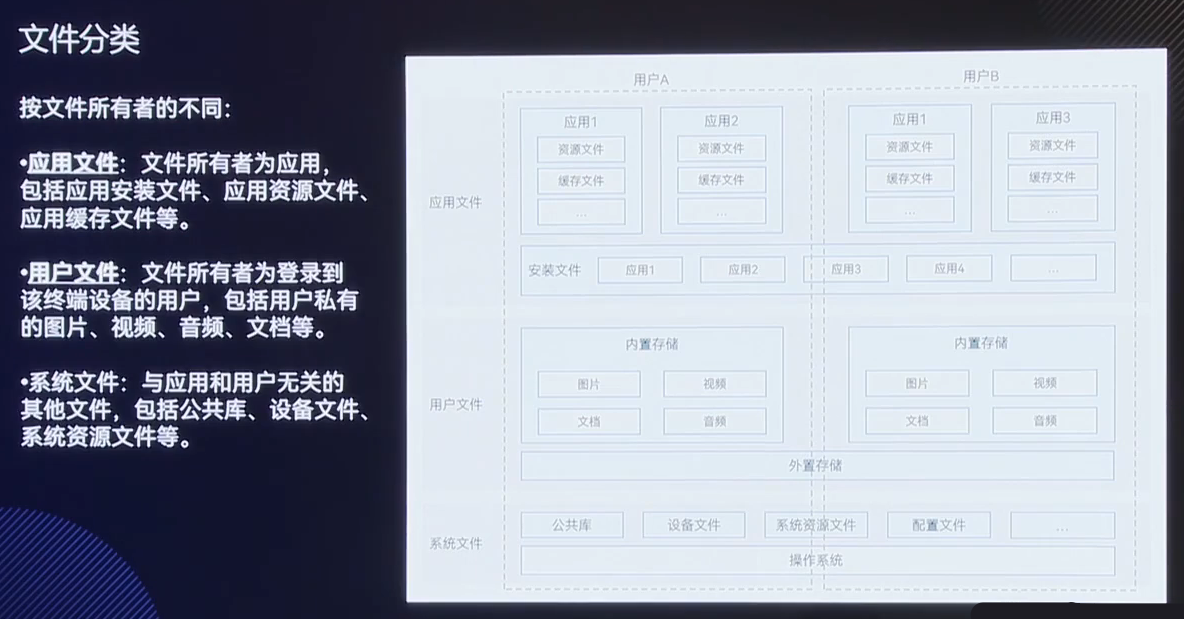 文件分类
按文件所有者的不同：
•应用文件：文件所有者为应用，
包括应用安装文件、应用资源文件、
应用缓存文件等。
•用户文件：文件所有者为登录到
该终端设备的用户，包括用户私有
的图片、视频、音频、文档等。
•系统文件：与应用和用户无关的
其他文件，包括公共库、设备文件、
系统资源文件等。
用户A
用户B
应用文件
应用1
资源文件
缓存文件
...
应用2
资源文件
缓存文件
...
应用1
资源文件
缓存文件
...
应用3
资源文件
缓存文件
...
安装文件
应用1
应用2
应用3
应用4
...
用户文件
内置存储
图片
视频
文档
音频
内置存储
图片
视频
文档
音频
外置存储
系统文件
公共库
设备文件
系统资源文件
配置文件
...
操作系统